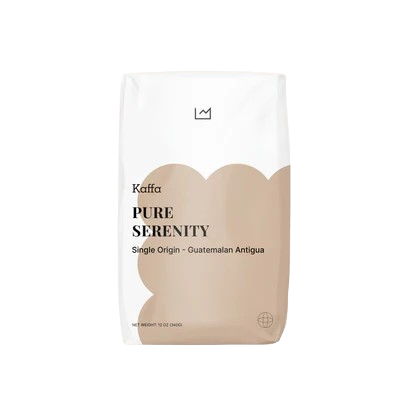 Kaffa
PURE
SERENITY
Single Origin - Guatemalan Antigua
NET WEIGHT: 12 OZ (340G)